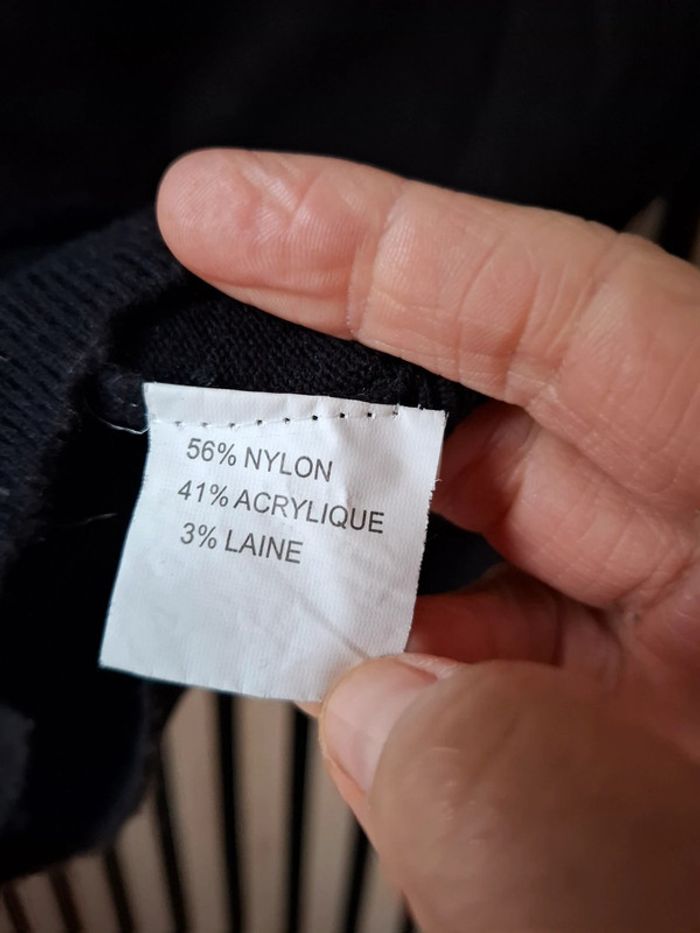 56% NYLON
41% ACRYLIQUE
3% LAINE